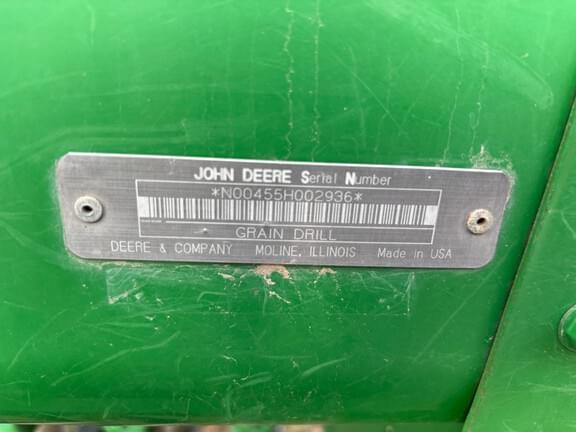 JOHN DEERE Serial Number
*N00455H002936*
GRAIN DRILL
DEERE & COMPANY MOLINE, ILLINOIS Made in USA